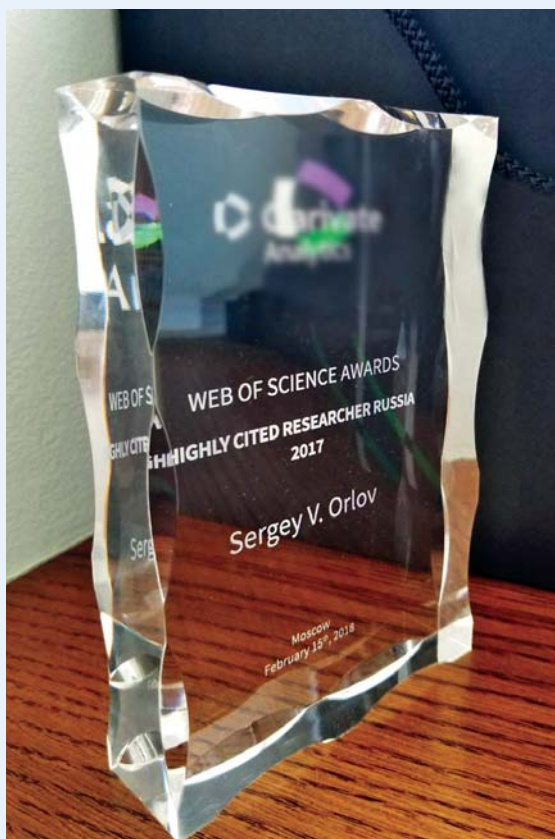 Clarivate
Analytics
WEB OF SCIENCE AWARDS
HIGHLY CITED RESEARCHER RUSSIA
2017
Sergey V. Orlov
Moscow
February 15th, 2018